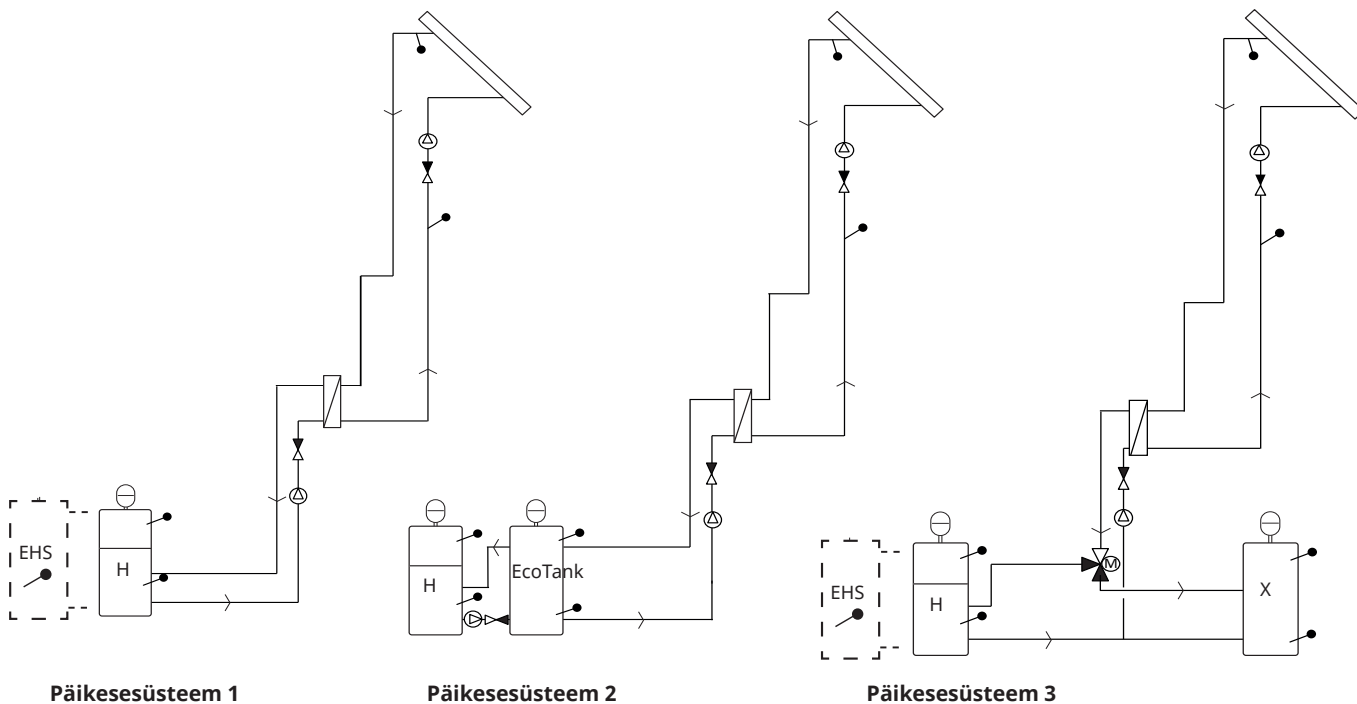 EHS
H
H
EcoTank
EHS
H
M
X
Päikesesüsteem 1
Päikesesüsteem 2
Päikesesüsteem 3